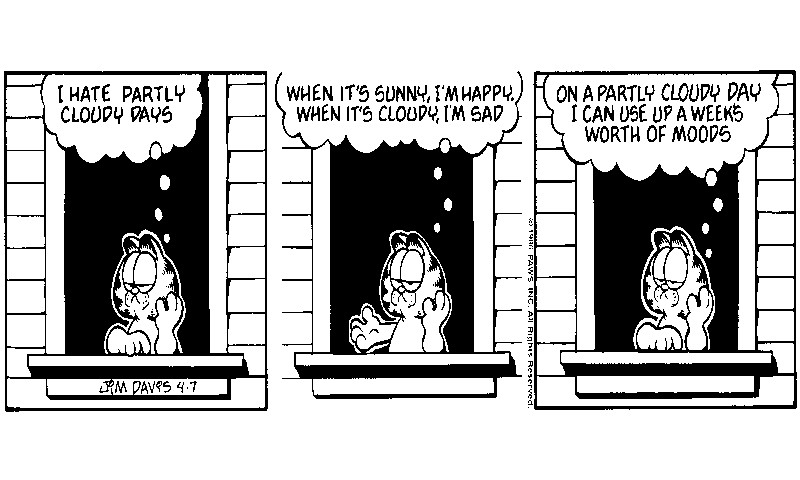 I HATE PARTLY
CLOUDY DAYS
JIM DAVIS 4-7
WHEN IT'S SUNNY, I'M HAPPY.
WHEN IT'S CLOUDY, I'M SAD
PAWS, INC. All Rights Reserved.
ON A PARTLY CLOUDY DAY
I CAN USE UP A WEEK'S
WORTH OF MOODS